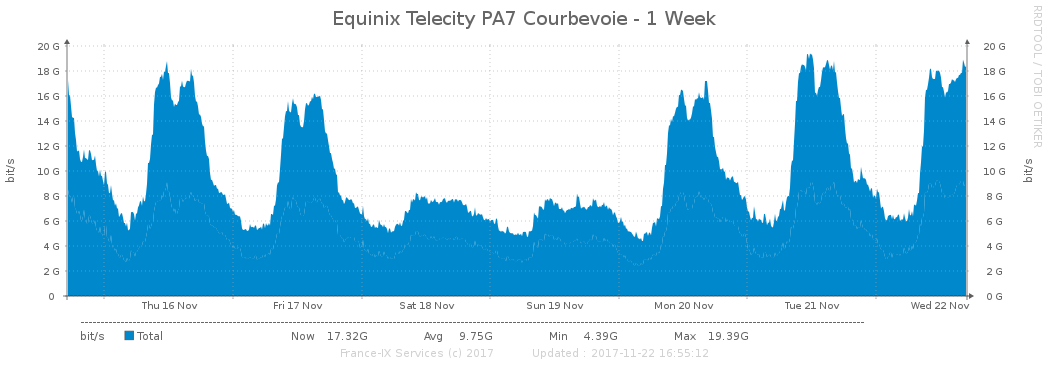 Equinix Telecity PA7 Courbevoie - 1 Week
RRDTOOL / TOBI OETIKER
20 G 20 G
18 G 18 G
16 G 16 G
14 G 14 G
12 G 12 G
10 G 10 G
8 G 8 G
6 G 6 G
4 G 4 G
2 G 2 G
0 0 G
bit/s
bit/s
Thu 16 Nov Fri 17 Nov Sat 18 Nov Sun 19 Nov Mon 20 Nov Tue 21 Nov Wed 22 Nov
bit/s Total Now 17.32G Avg 9.75G Min 4.39G Max 19.39G
France-IX Services (c) 2017 Updated : 2017-11-22 16:55:12